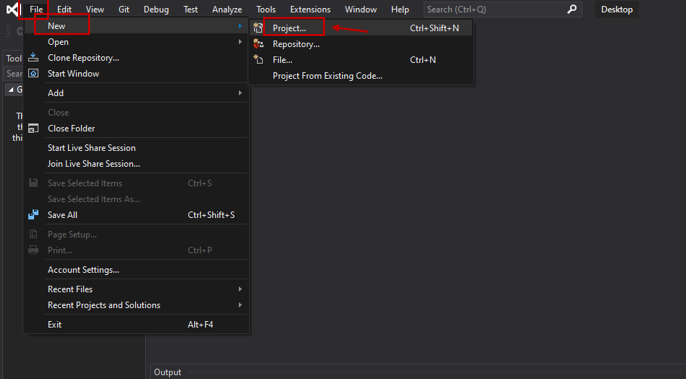 File Edit View Git Debug Test Analyze Tools Extensions Window Help Search (Ctrl+Q) Desktop
New
Project... Ctrl+Shift+N
Open
Repository...
Clone Repository...
File... Ctrl+N
Start Window
Project From Existing Code...
Add
Close
Close Folder
Start Live Share Session
Join Live Share Session...
Save Selected Items Ctrl+S
Save Selected Items As...
Save All Ctrl+Shift+S
Page Setup...
Print... Ctrl+P
Account Settings...
Recent Files
Recent Projects and Solutions
Exit Alt+F4
Tool
Sear
G
Th
th
thi
Output